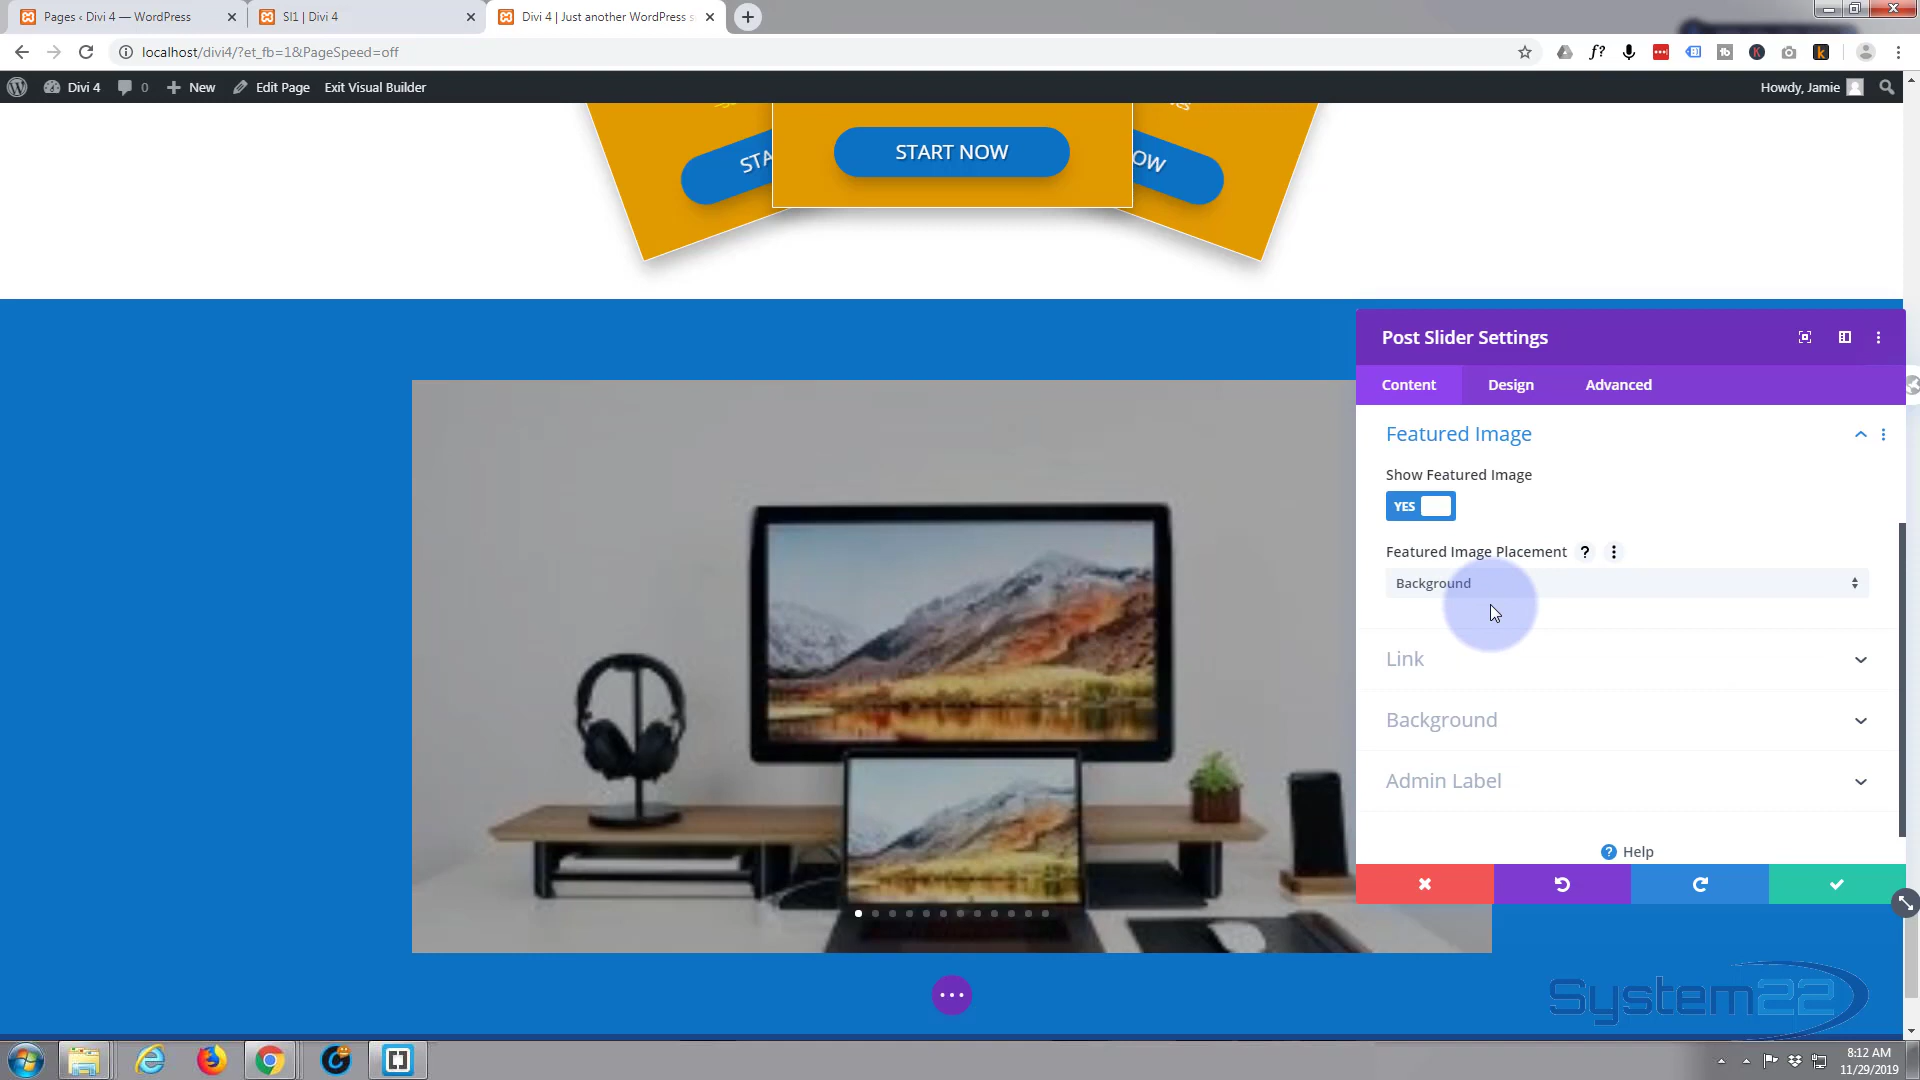 Pages ‹ Divi 4 — WordPress
Sl1 | Divi 4
Divi 4 | Just another WordPress s
localhost/divi4/?et_fb=1&PageSpeed=off
f?
Divi 4
0
New
Edit Page
Exit Visual Builder
Howdy, Jamie
STA
START NOW
OW
Post Slider Settings
Content
Design
Advanced
Featured Image
Show Featured Image
YES
Featured Image Placement
?
Background
Link
Background
Admin Label
? Help
System22
8:12 AM
11/29/2019